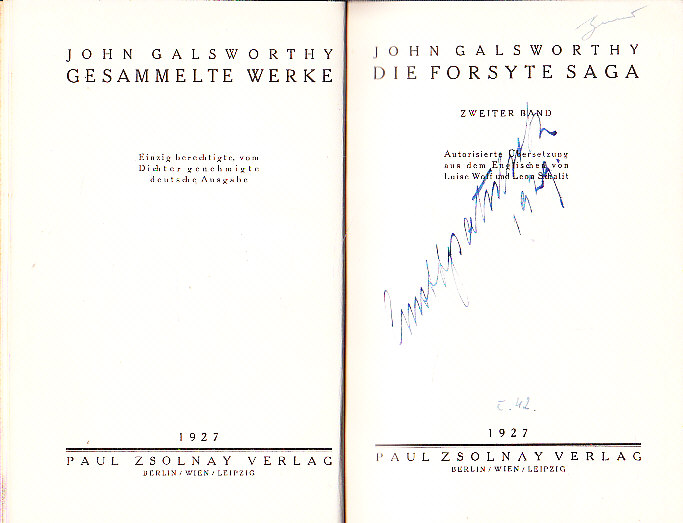 JOHN GALSWORTHY
GESAMMELTE WERKE
Einzig berechtigte, vom
Dichter genehmigte
deutsche Ausgabe
1927
PAUL ZSOLNAY VERLAG
BERLIN / WIEN / LEIPZIG
JOHN GALSWORTHY
DIE FORSYTE SAGA
ZWEITER BAND
Autorisierte Übersetzung
aus dem Englischen von
Luise Wolf und Leon Schalit
1927
PAUL ZSOLNAY VERLAG
BERLIN / WIEN / LEIPZIG